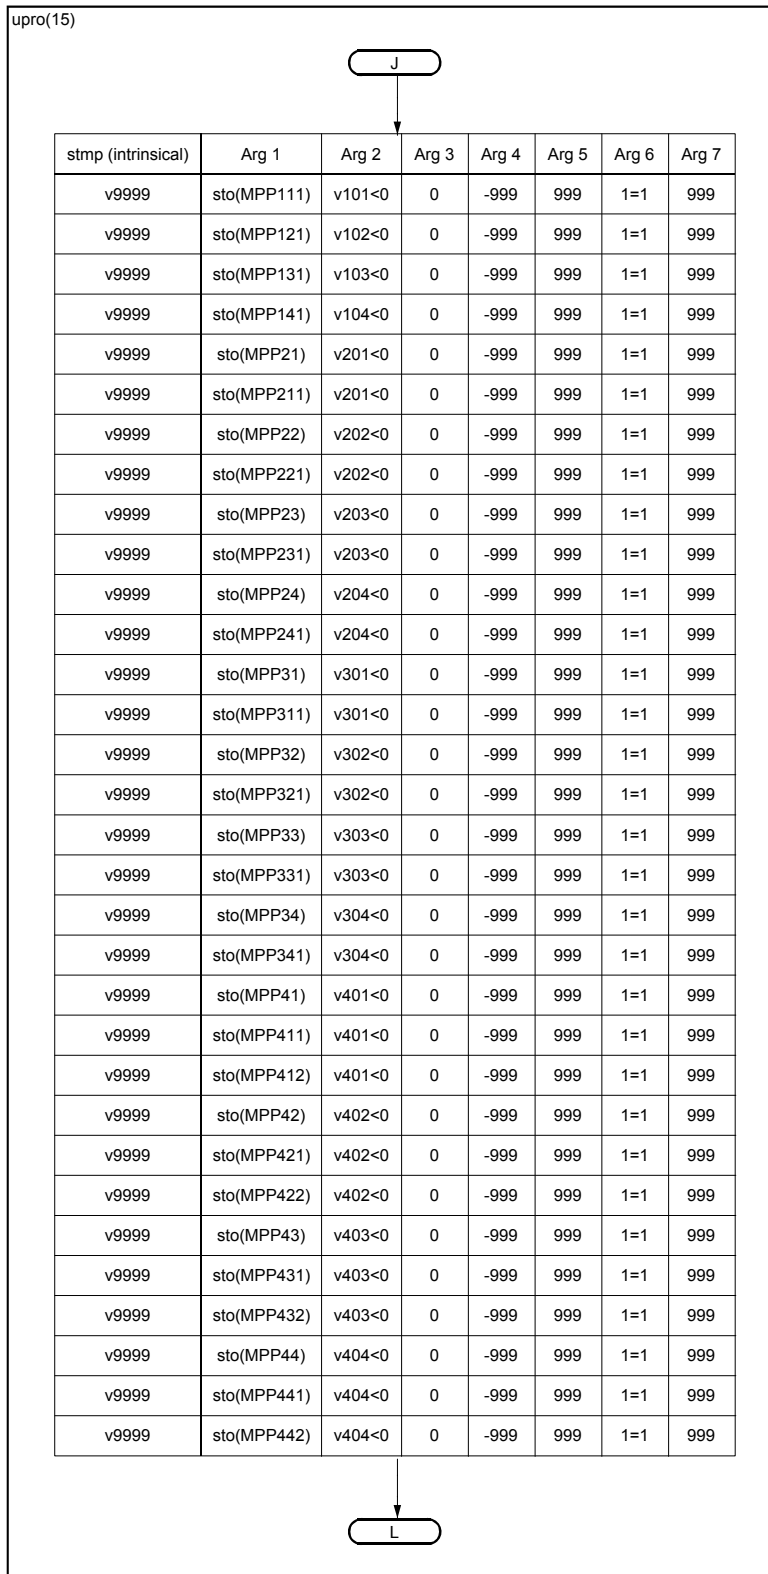 upro(15)
J
stmp (intrinsical) Arg 1 Arg 2 Arg 3 Arg 4 Arg 5 Arg 6 Arg 7
v9999 sto(MPP111) v101<0 0 -999 999 1=1 999
v9999 sto(MPP121) v102<0 0 -999 999 1=1 999
v9999 sto(MPP131) v103<0 0 -999 999 1=1 999
v9999 sto(MPP141) v104<0 0 -999 999 1=1 999
v9999 sto(MPP21) v201<0 0 -999 999 1=1 999
v9999 sto(MPP211) v201<0 0 -999 999 1=1 999
v9999 sto(MPP22) v202<0 0 -999 999 1=1 999
v9999 sto(MPP221) v202<0 0 -999 999 1=1 999
v9999 sto(MPP23) v203<0 0 -999 999 1=1 999
v9999 sto(MPP231) v203<0 0 -999 999 1=1 999
v9999 sto(MPP24) v204<0 0 -999 999 1=1 999
v9999 sto(MPP241) v204<0 0 -999 999 1=1 999
v9999 sto(MPP31) v301<0 0 -999 999 1=1 999
v9999 sto(MPP311) v301<0 0 -999 999 1=1 999
v9999 sto(MPP32) v302<0 0 -999 999 1=1 999
v9999 sto(MPP321) v302<0 0 -999 999 1=1 999
v9999 sto(MPP33) v303<0 0 -999 999 1=1 999
v9999 sto(MPP331) v303<0 0 -999 999 1=1 999
v9999 sto(MPP34) v304<0 0 -999 999 1=1 999
v9999 sto(MPP341) v304<0 0 -999 999 1=1 999
v9999 sto(MPP41) v401<0 0 -999 999 1=1 999
v9999 sto(MPP411) v401<0 0 -999 999 1=1 999
v9999 sto(MPP412) v401<0 0 -999 999 1=1 999
v9999 sto(MPP42) v402<0 0 -999 999 1=1 999
v9999 sto(MPP421) v402<0 0 -999 999 1=1 999
v9999 sto(MPP422) v402<0 0 -999 999 1=1 999
v9999 sto(MPP43) v403<0 0 -999 999 1=1 999
v9999 sto(MPP431) v403<0 0 -999 999 1=1 999
v9999 sto(MPP432) v403<0 0 -999 999 1=1 999
v9999 sto(MPP44) v404<0 0 -999 999 1=1 999
v9999 sto(MPP441) v404<0 0 -999 999 1=1 999
v9999 sto(MPP442) v404<0 0 -999 999 1=1 999
L